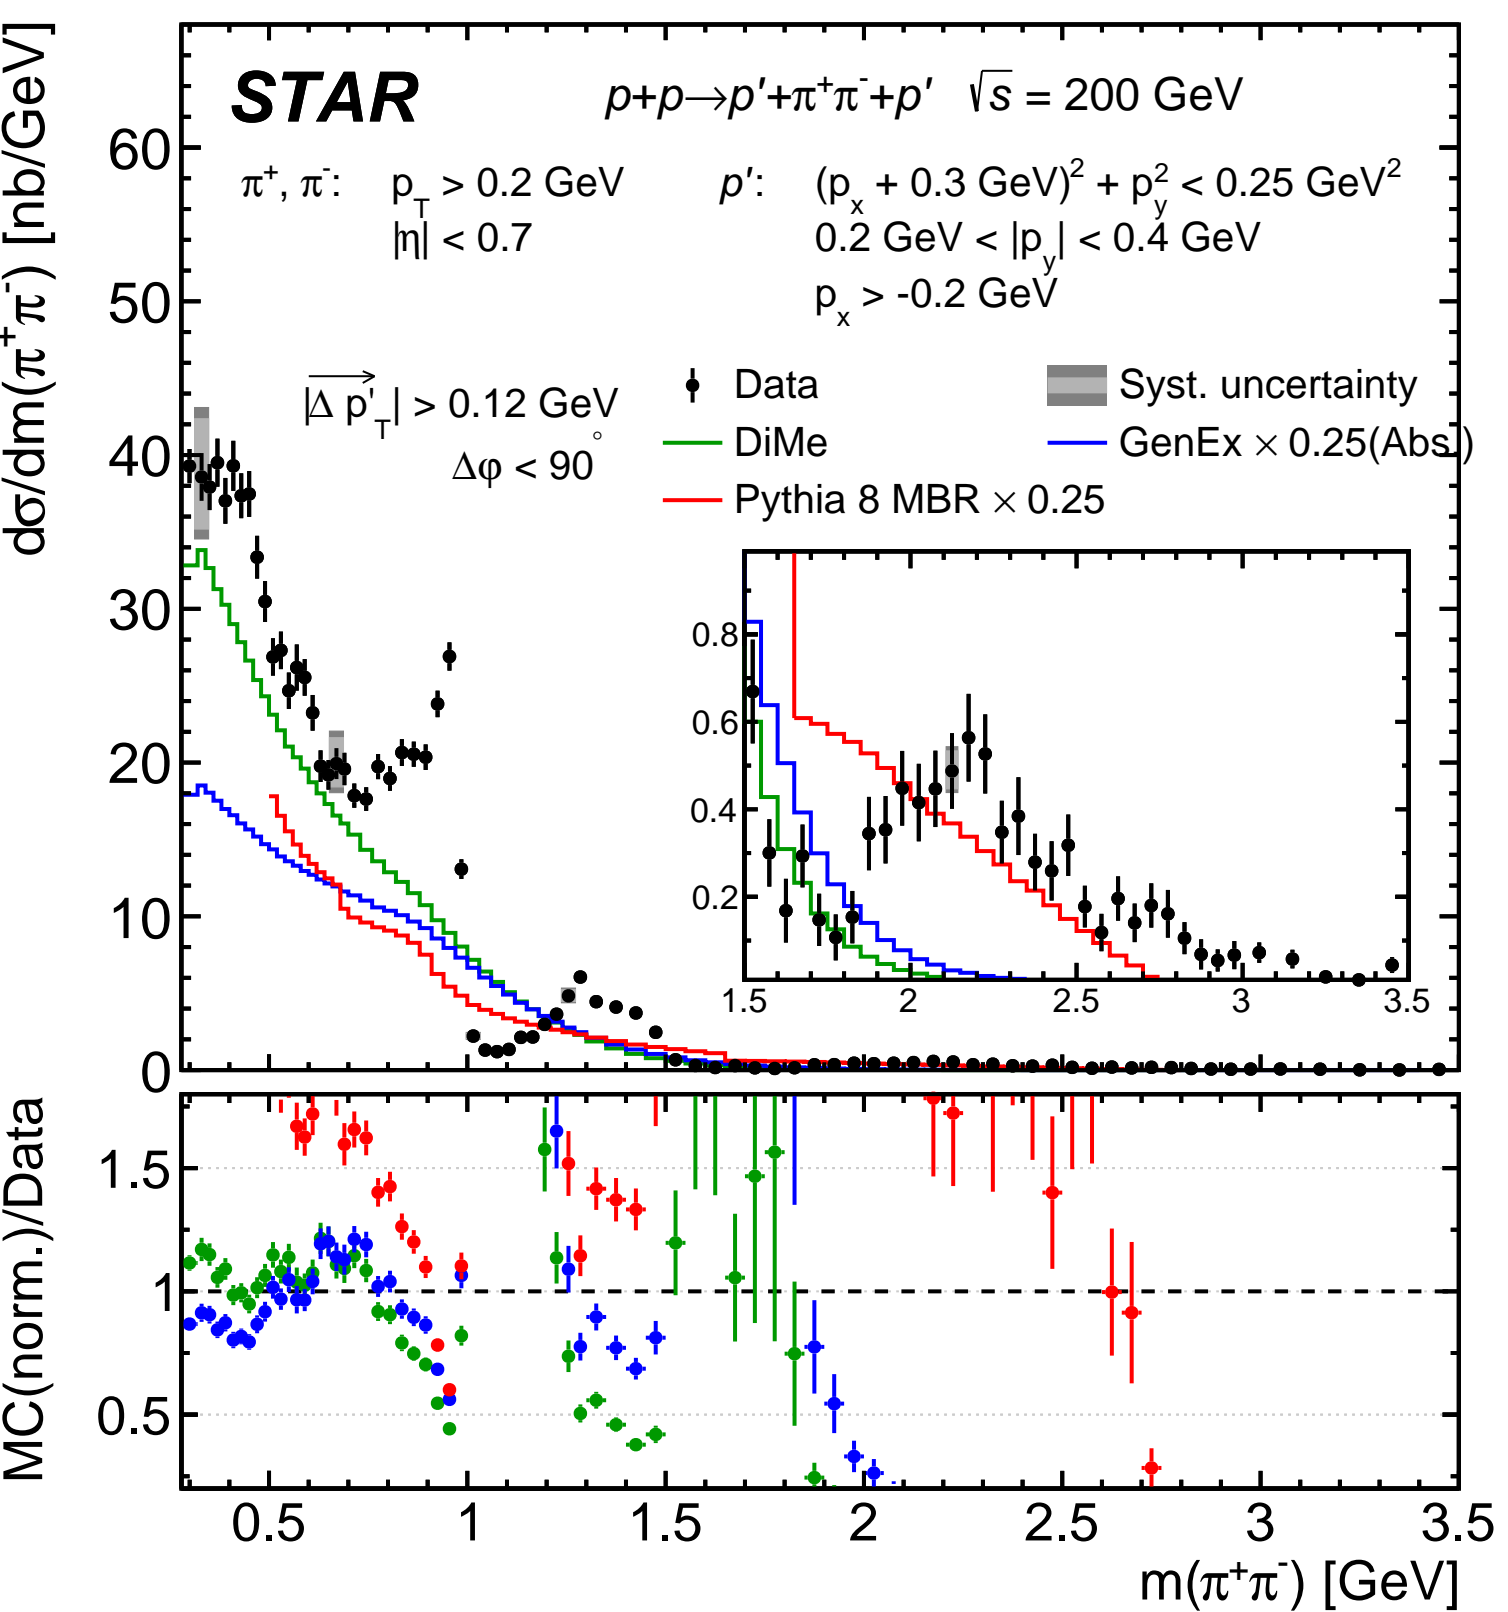 STAR
p+p→p'+π⁺π⁻+p' √s = 200 GeV
π⁺, π⁻: p_T > 0.2 GeV
|η| < 0.7
p': (p_x + 0.3 GeV)² + p_y² < 0.25 GeV²
0.2 GeV < |p_y| < 0.4 GeV
p_x > -0.2 GeV
|Δ p'_T| > 0.12 GeV
Δφ < 90°
Data
Syst. uncertainty
DiMe
GenEx × 0.25(Abs.)
Pythia 8 MBR × 0.25
dσ/dm(π⁺π⁻) [nb/GeV]
60
50
40
30
20
10
0
0.8
0.6
0.4
0.2
1.5 2 2.5 3 3.5
MC(norm.)/Data
1.5
1
0.5
0.5 1 1.5 2 2.5 3 3.5
m(π⁺π⁻) [GeV]